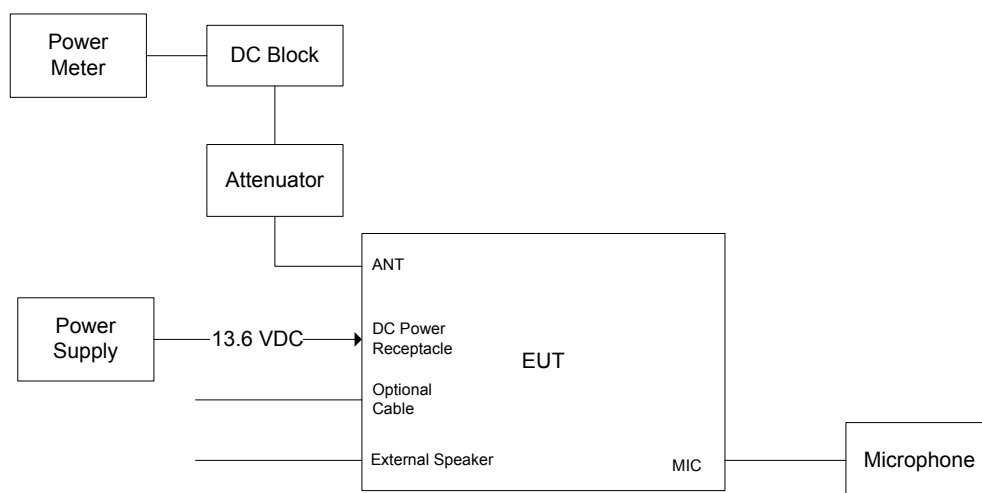 Power
Meter
DC Block
Attenuator
ANT
Power
Supply
13.6 VDC
DC Power
Receptacle
EUT
Optional
Cable
External Speaker
MIC
Microphone